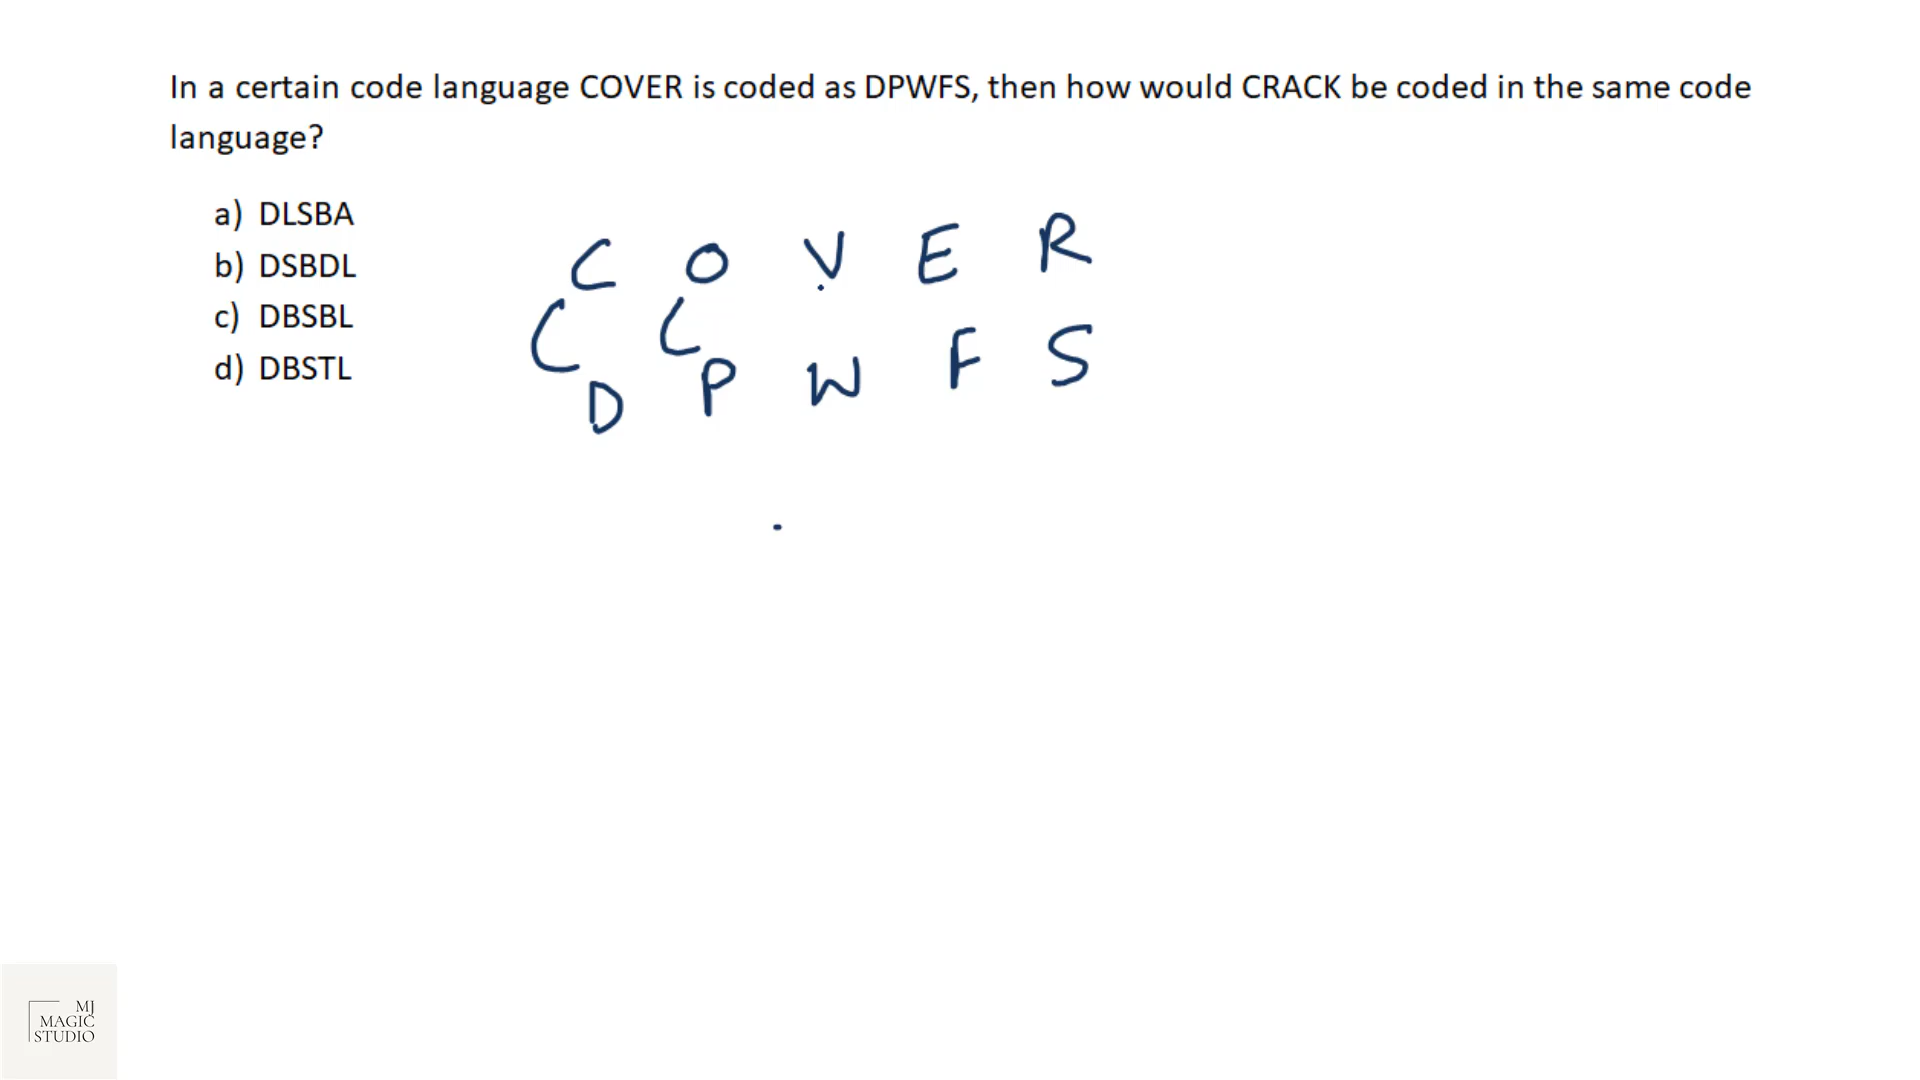 In a certain code language COVER is coded as DPWFS, then how would CRACK be coded in the same code
language?
a) DLSBA
b) DSBDL
c) DBSBL
d) DBSTL
C O V E R
D P W F S
MJ
MAGIC
STUDIO